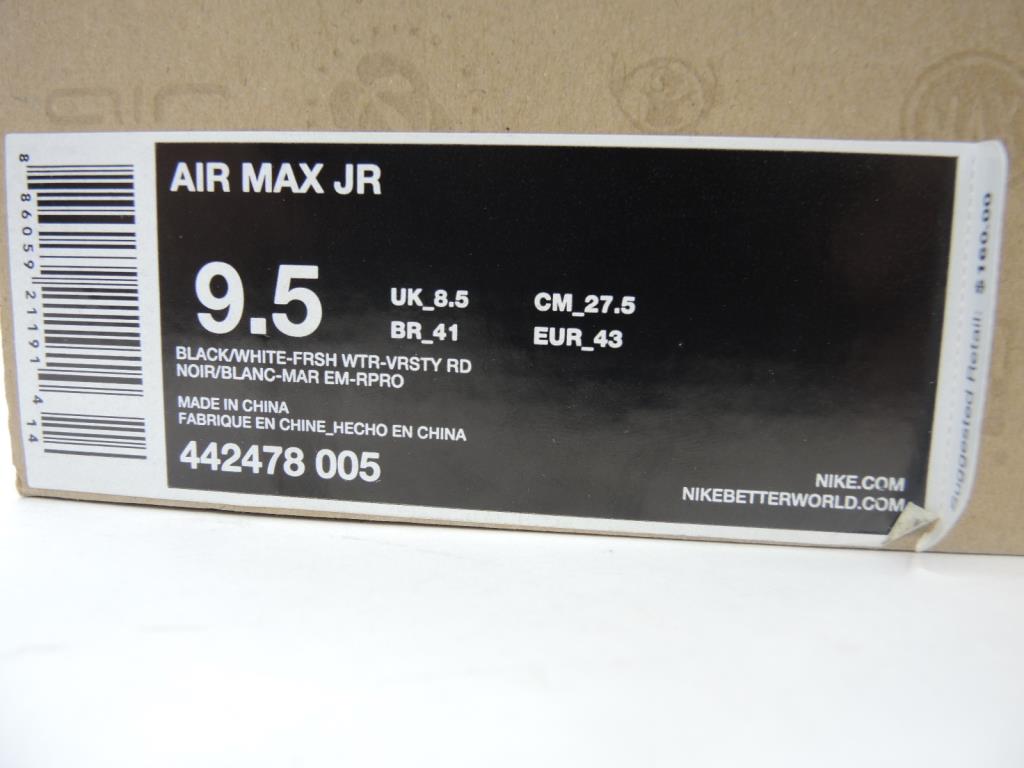 air
8 86059 21191 4 14
AIR MAX JR
9.5
UK_8.5
CM_27.5
BR_41
EUR_43
BLACK/WHITE-FRSH WTR-VRSTY RD
NOIR/BLANC-MAR EM-RPRO
MADE IN CHINA
FABRIQUE EN CHINE_HECHO EN CHINA
442478 005
NIKE.COM
NIKEBETTERWORLD.COM
Suggested Retail: $160.00